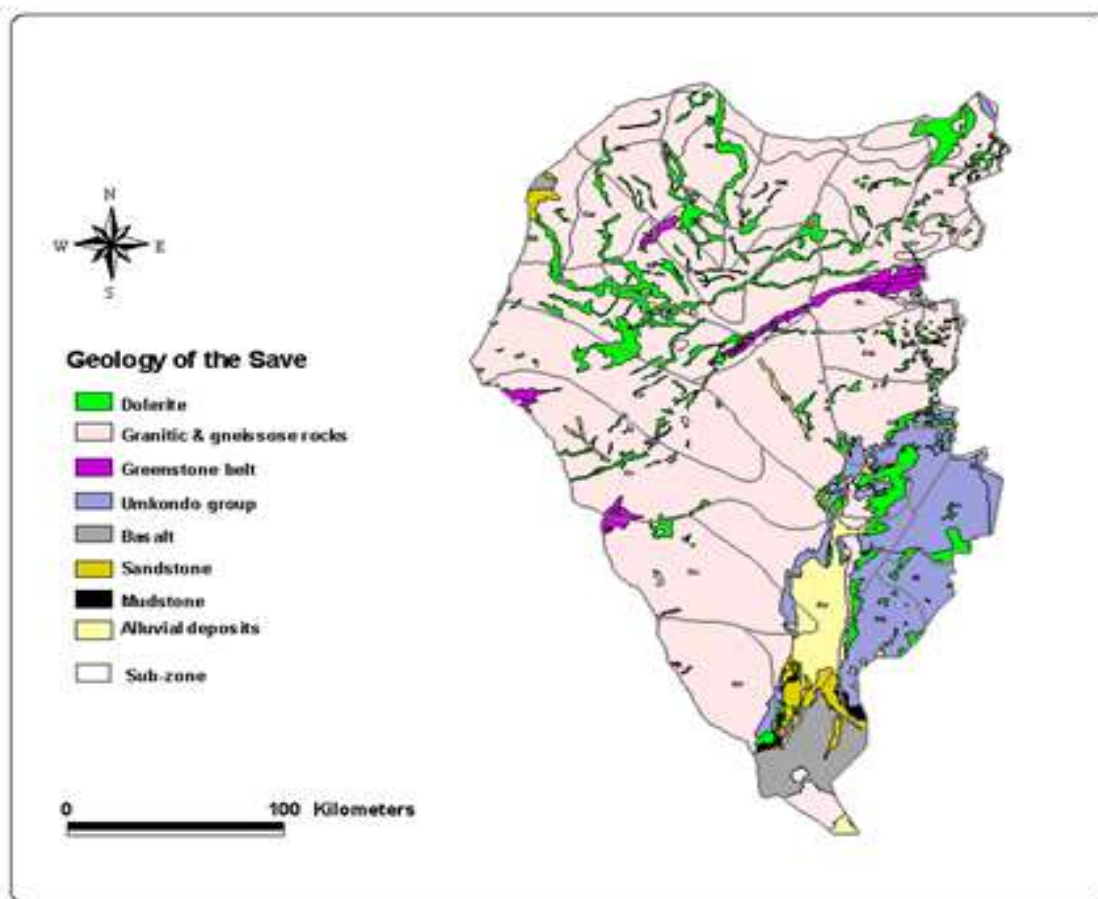 N
W E
S
Geology of the Save
Dolerite
Granitic & gneissose rocks
Greenstone belt
Umkondo group
Basalt
Sandstone
Mudstone
Alluvial deposits
Sub-zone
0 100 Kilometers